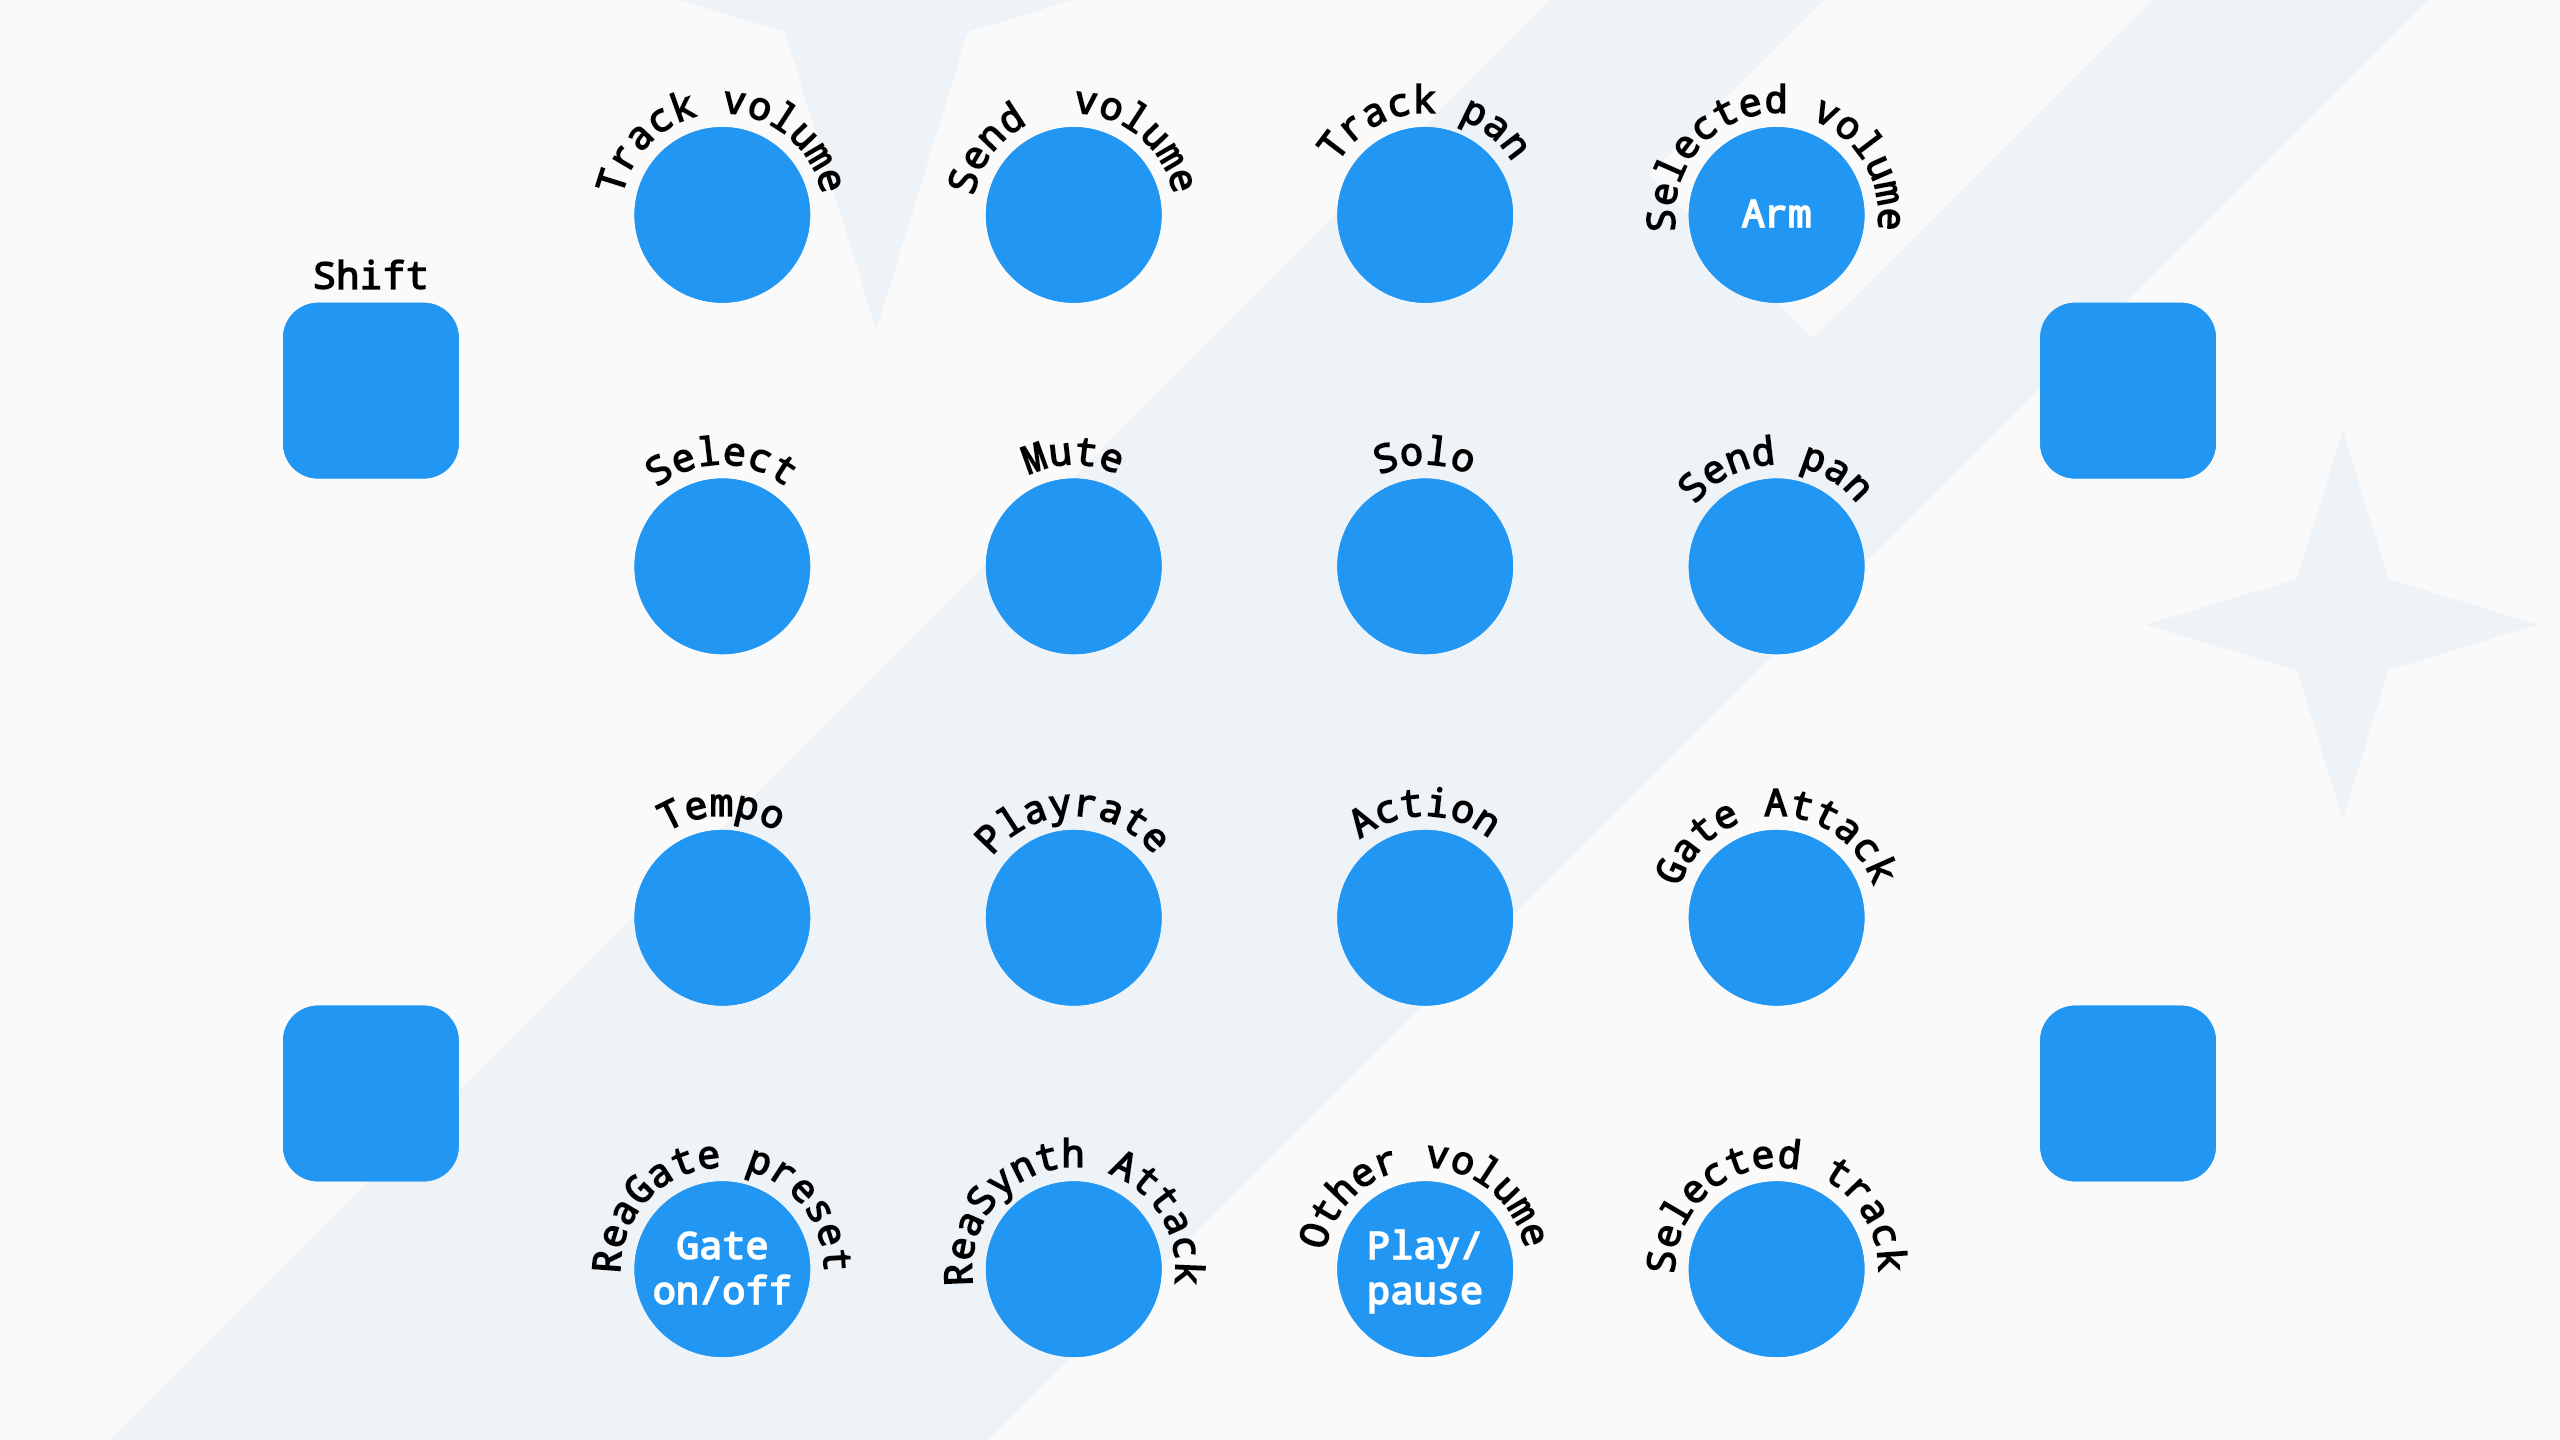 Track volume
Send volume
Track pan
Selected volume
Arm
Shift
Select
Mute
Solo
Send pan
Tempo
Playrate
Action
Gate Attack
ReaGate preset
Gate
on/off
ReaSynth Attack
Other volume
Play/
pause
Selected track